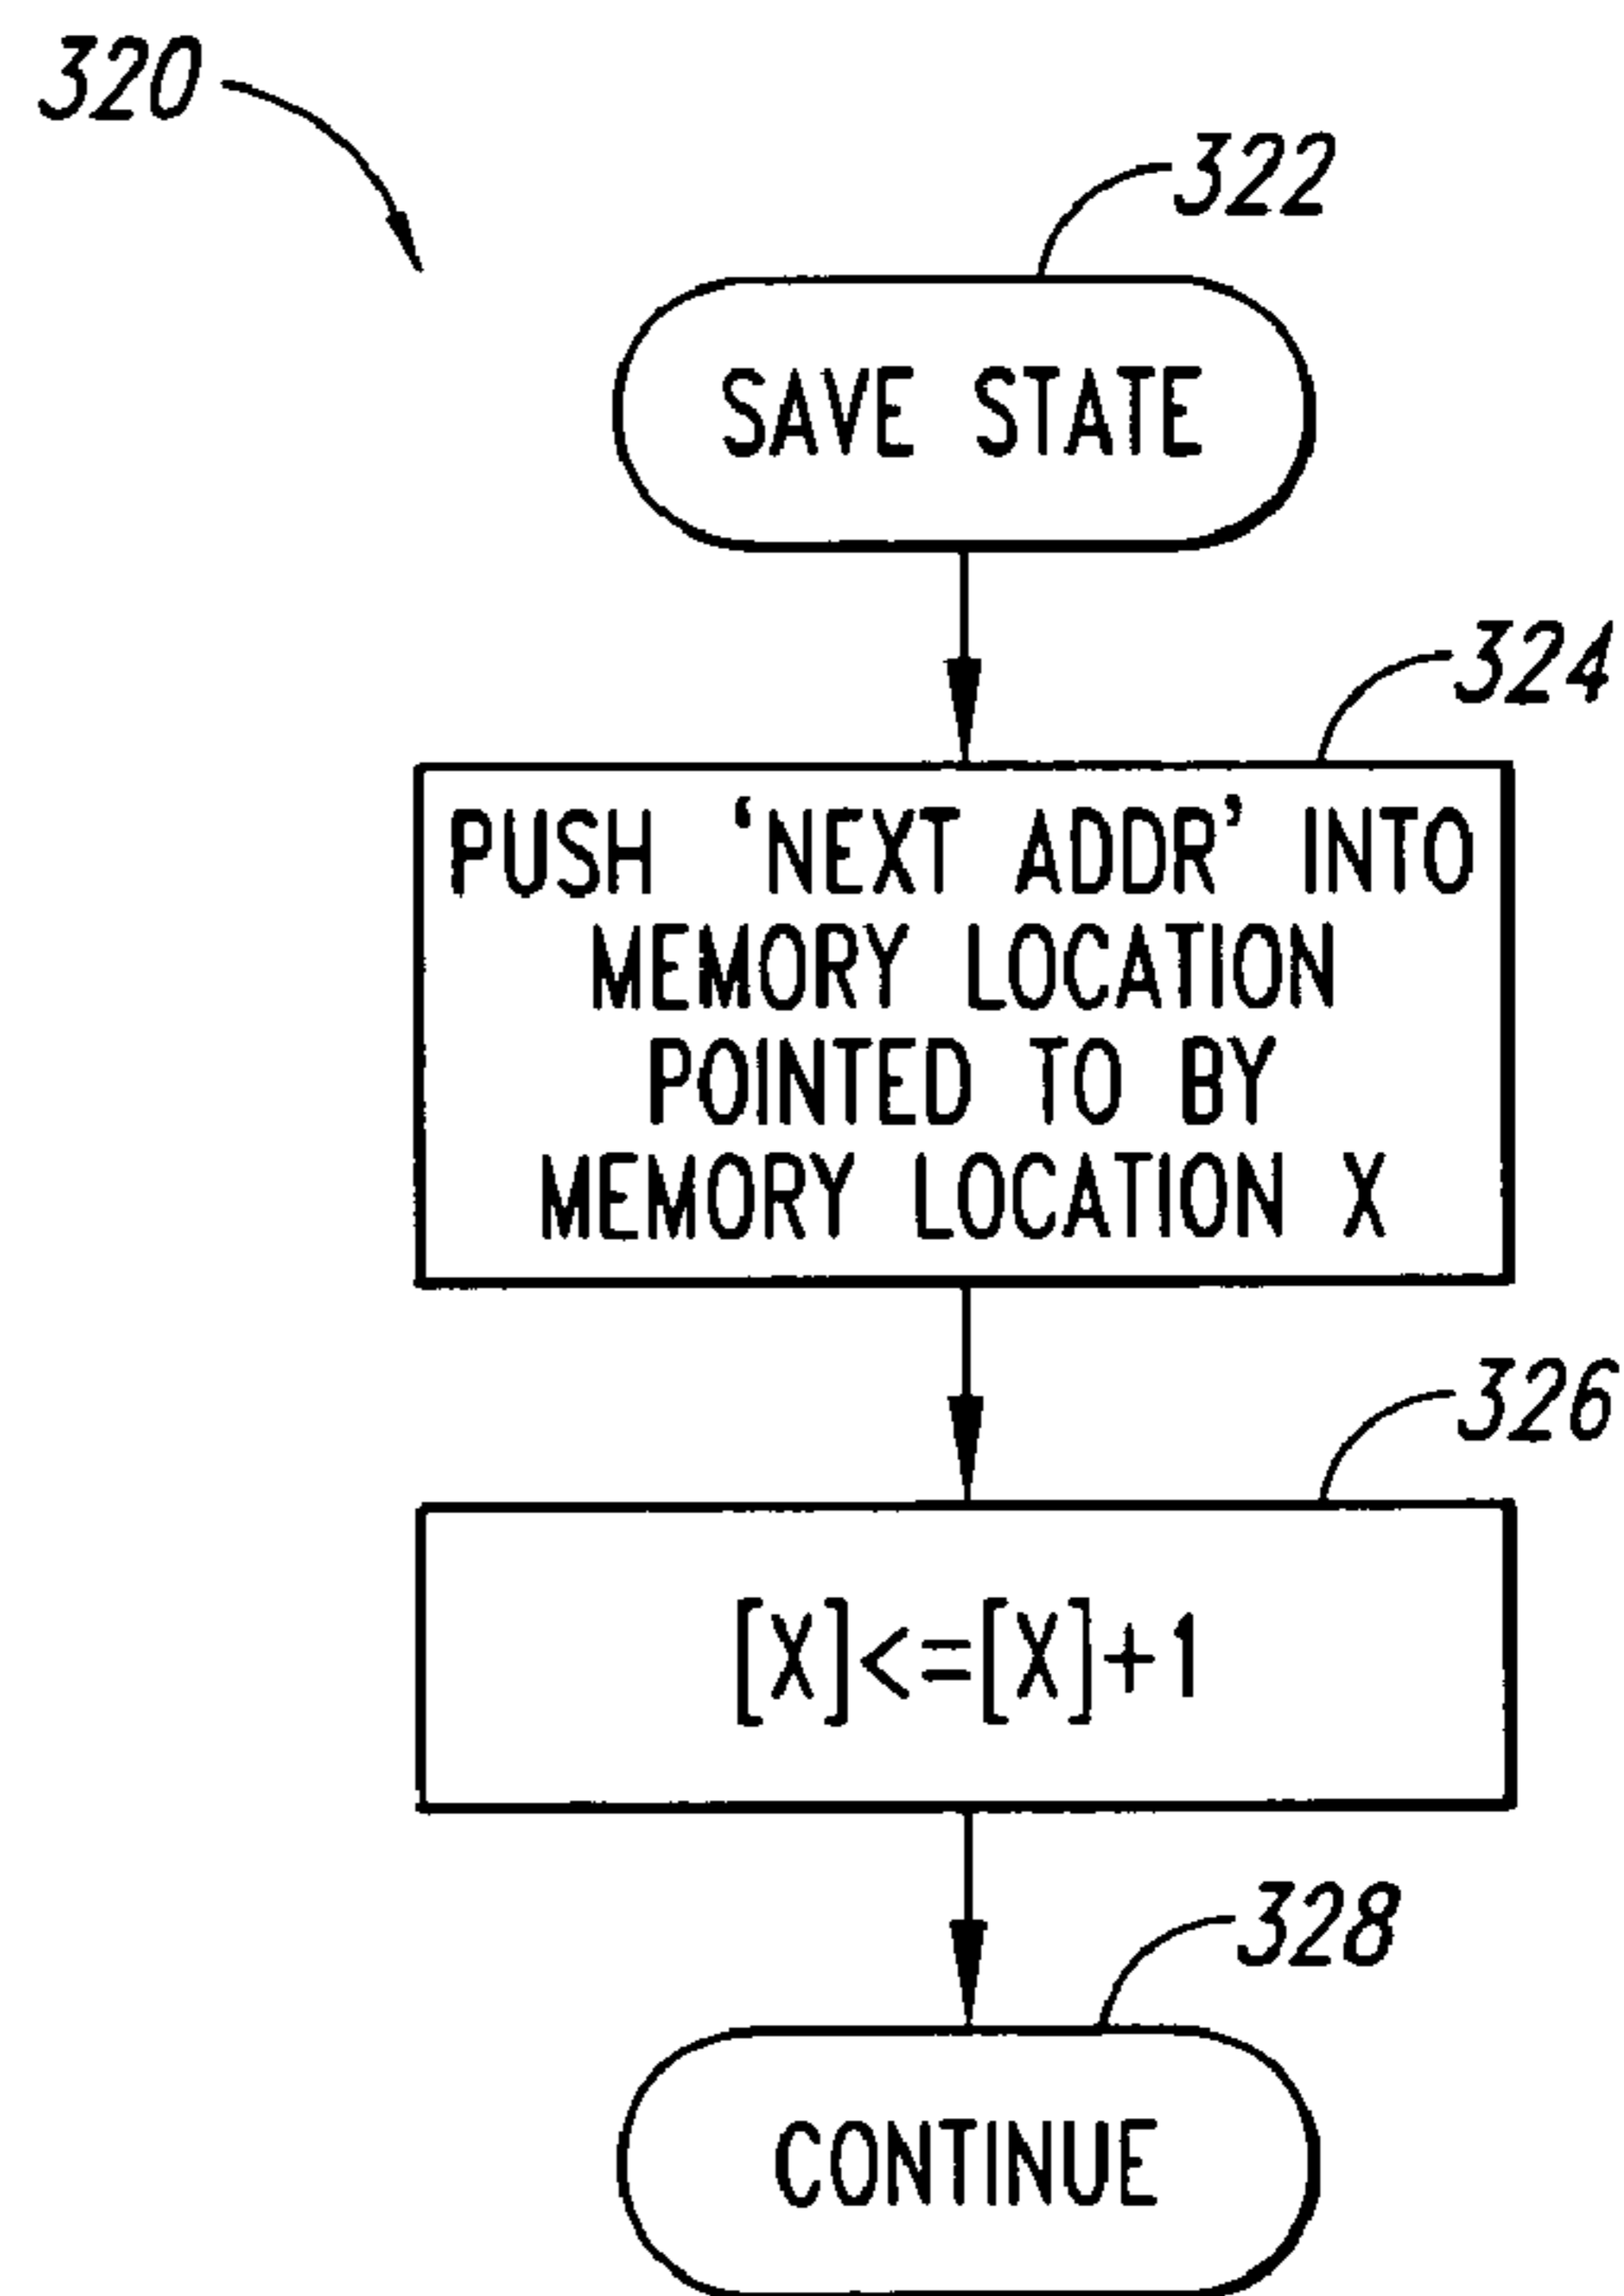 320
322
SAVE STATE
324
PUSH ‘NEXT ADDR’ INTO
MEMORY LOCATION
POINTED TO BY
MEMORY LOCATION X
326
[X]<=[X]+1
328
CONTINUE